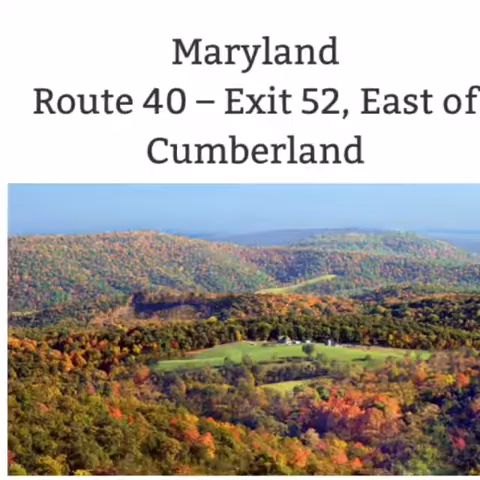 Maryland
Route 40 – Exit 52, East of
Cumberland